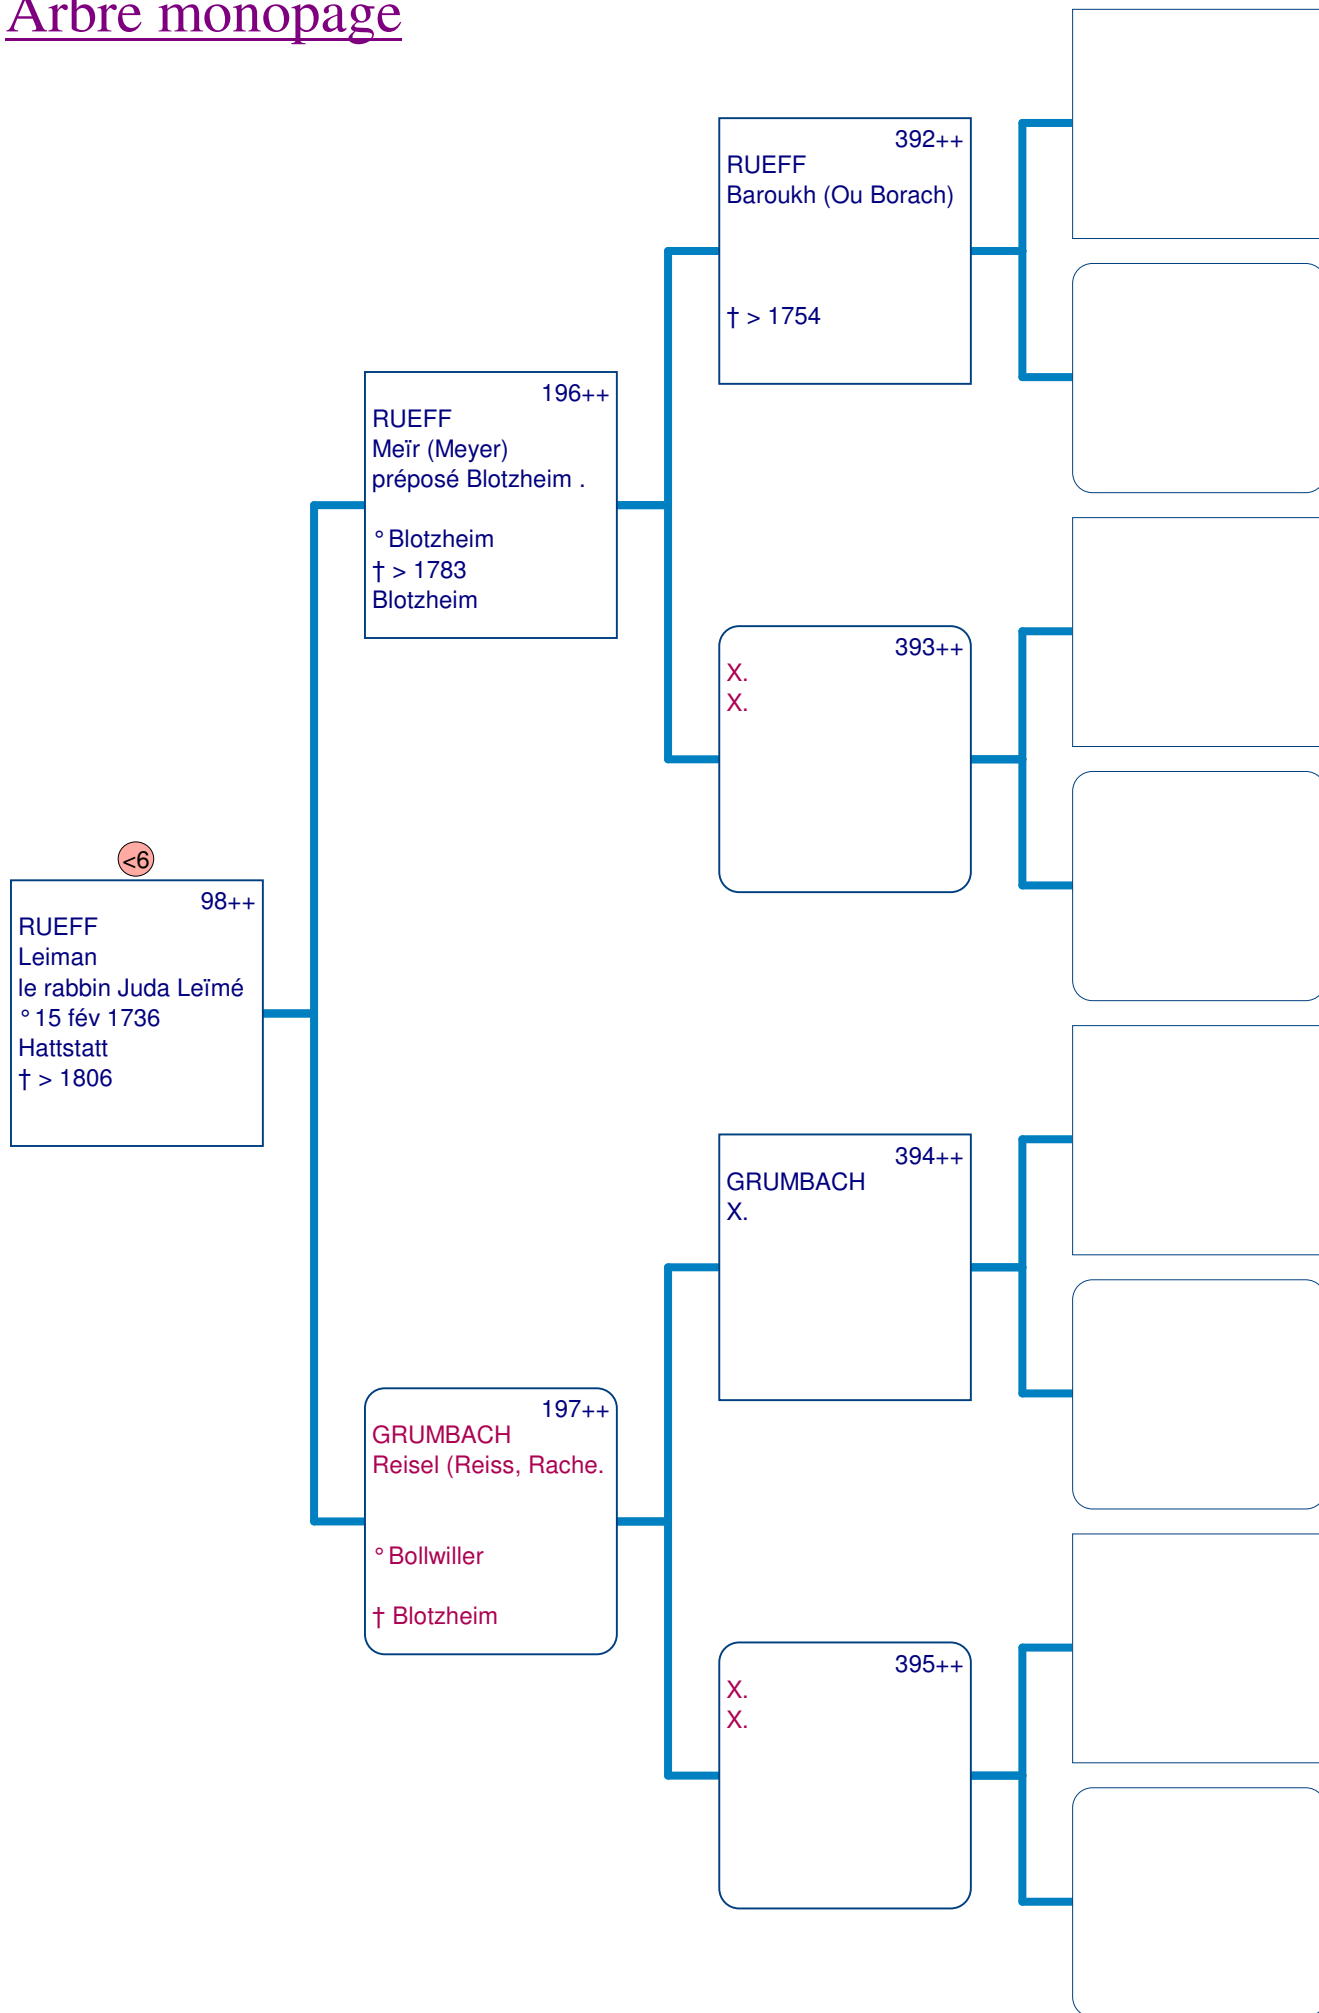 Arbre monopage
392++
RUEFF
Baroukh (Ou Borach)
† > 1754
196++
RUEFF
Meïr (Meyer)
préposé Blotzheim .
° Blotzheim
† > 1783
Blotzheim
393++
X.
X.
<6
98++
RUEFF
Leiman
le rabbin Juda Leïmé
° 15 fév 1736
Hattstatt
† > 1806
394++
GRUMBACH
X.
197++
GRUMBACH
Reisel (Reiss, Rache.
° Bollwiller
† Blotzheim
395++
X.
X.